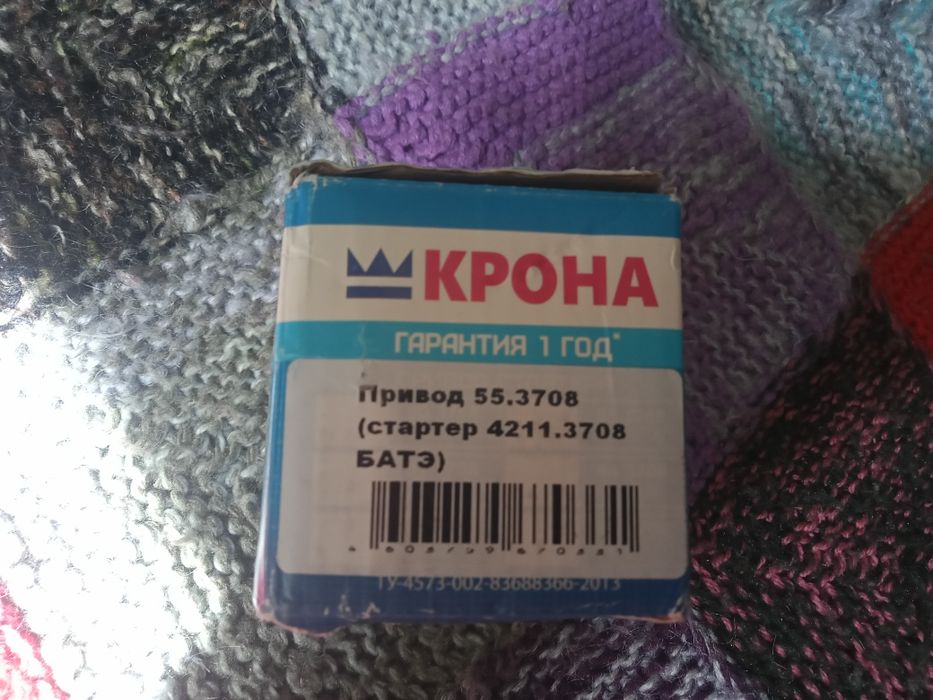 КРОНА
ГАРАНТИЯ 1 ГОД*
Привод 55.3708
(стартер 4211.3708
БАТЭ)
ТУ-4573-002-83688366-2013